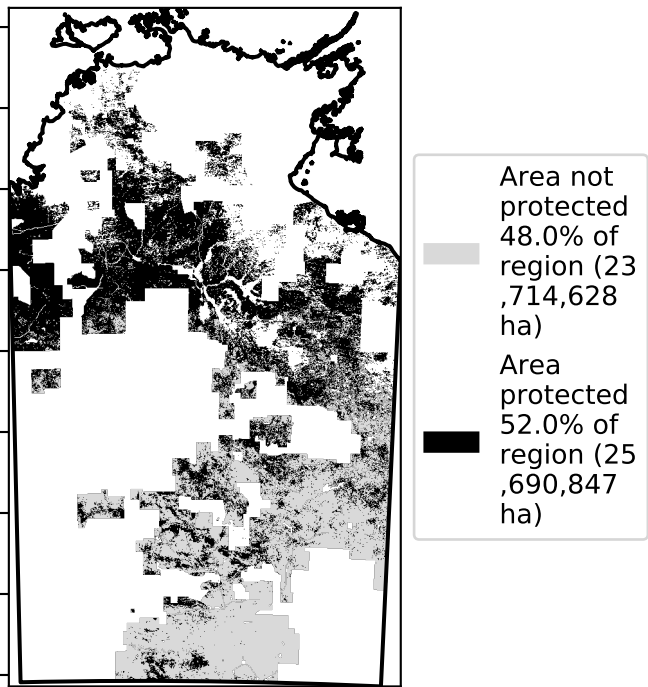 Area not
protected
48.0% of
region (23
,714,628
ha)
Area
protected
52.0% of
region (25
,690,847
ha)